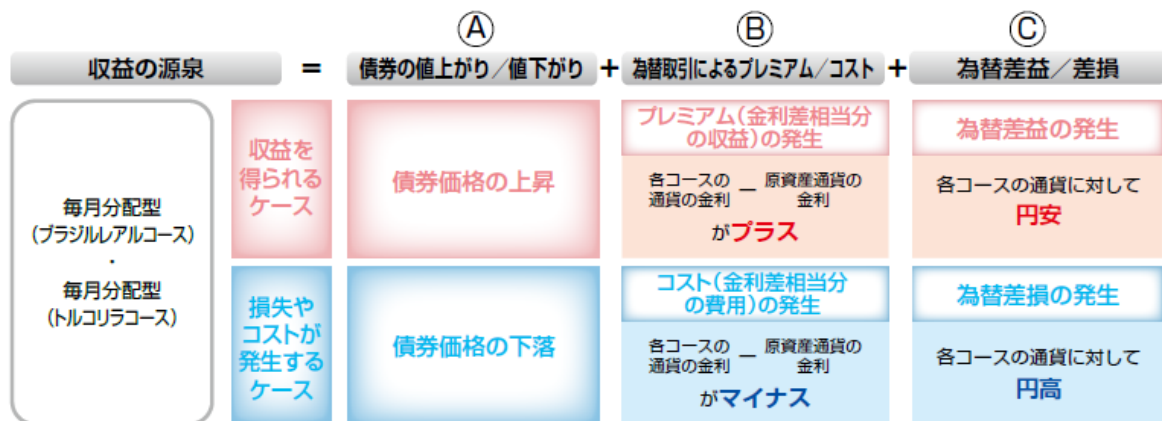 Ⓐ
Ⓑ
Ⓒ
収益の源泉
=
債券の値上がり／値下がり
+
為替取引によるプレミアム／コスト
+
為替差益／差損
毎月分配型
（ブラジルレアルコース）
・
毎月分配型
（トルコリラコース）
収益を
得られる
ケース
債券価格の上昇
プレミアム（金利差相当分
の収益）の発生
各コースの
通貨の金利
ー
原資産通貨の
金利
がプラス
為替差益の発生
各コースの通貨に対して
円安
損失や
コストが
発生する
ケース
債券価格の下落
コスト（金利差相当分
の費用）の発生
各コースの
通貨の金利
ー
原資産通貨の
金利
がマイナス
為替差損の発生
各コースの通貨に対して
円高